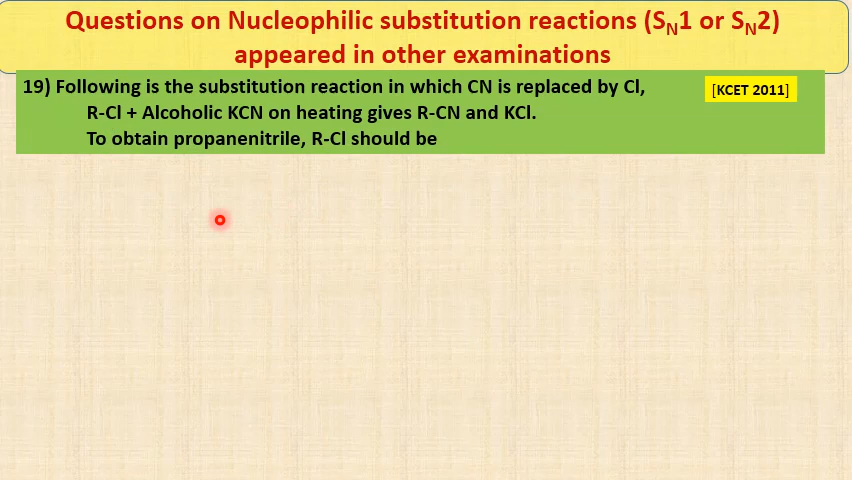 Questions on Nucleophilic substitution reactions (SN1 or SN2)
appeared in other examinations
19) Following is the substitution reaction in which CN is replaced by Cl,
[KCET 2011]
R-Cl + Alcoholic KCN on heating gives R-CN and KCl.
To obtain propanenitrile, R-Cl should be